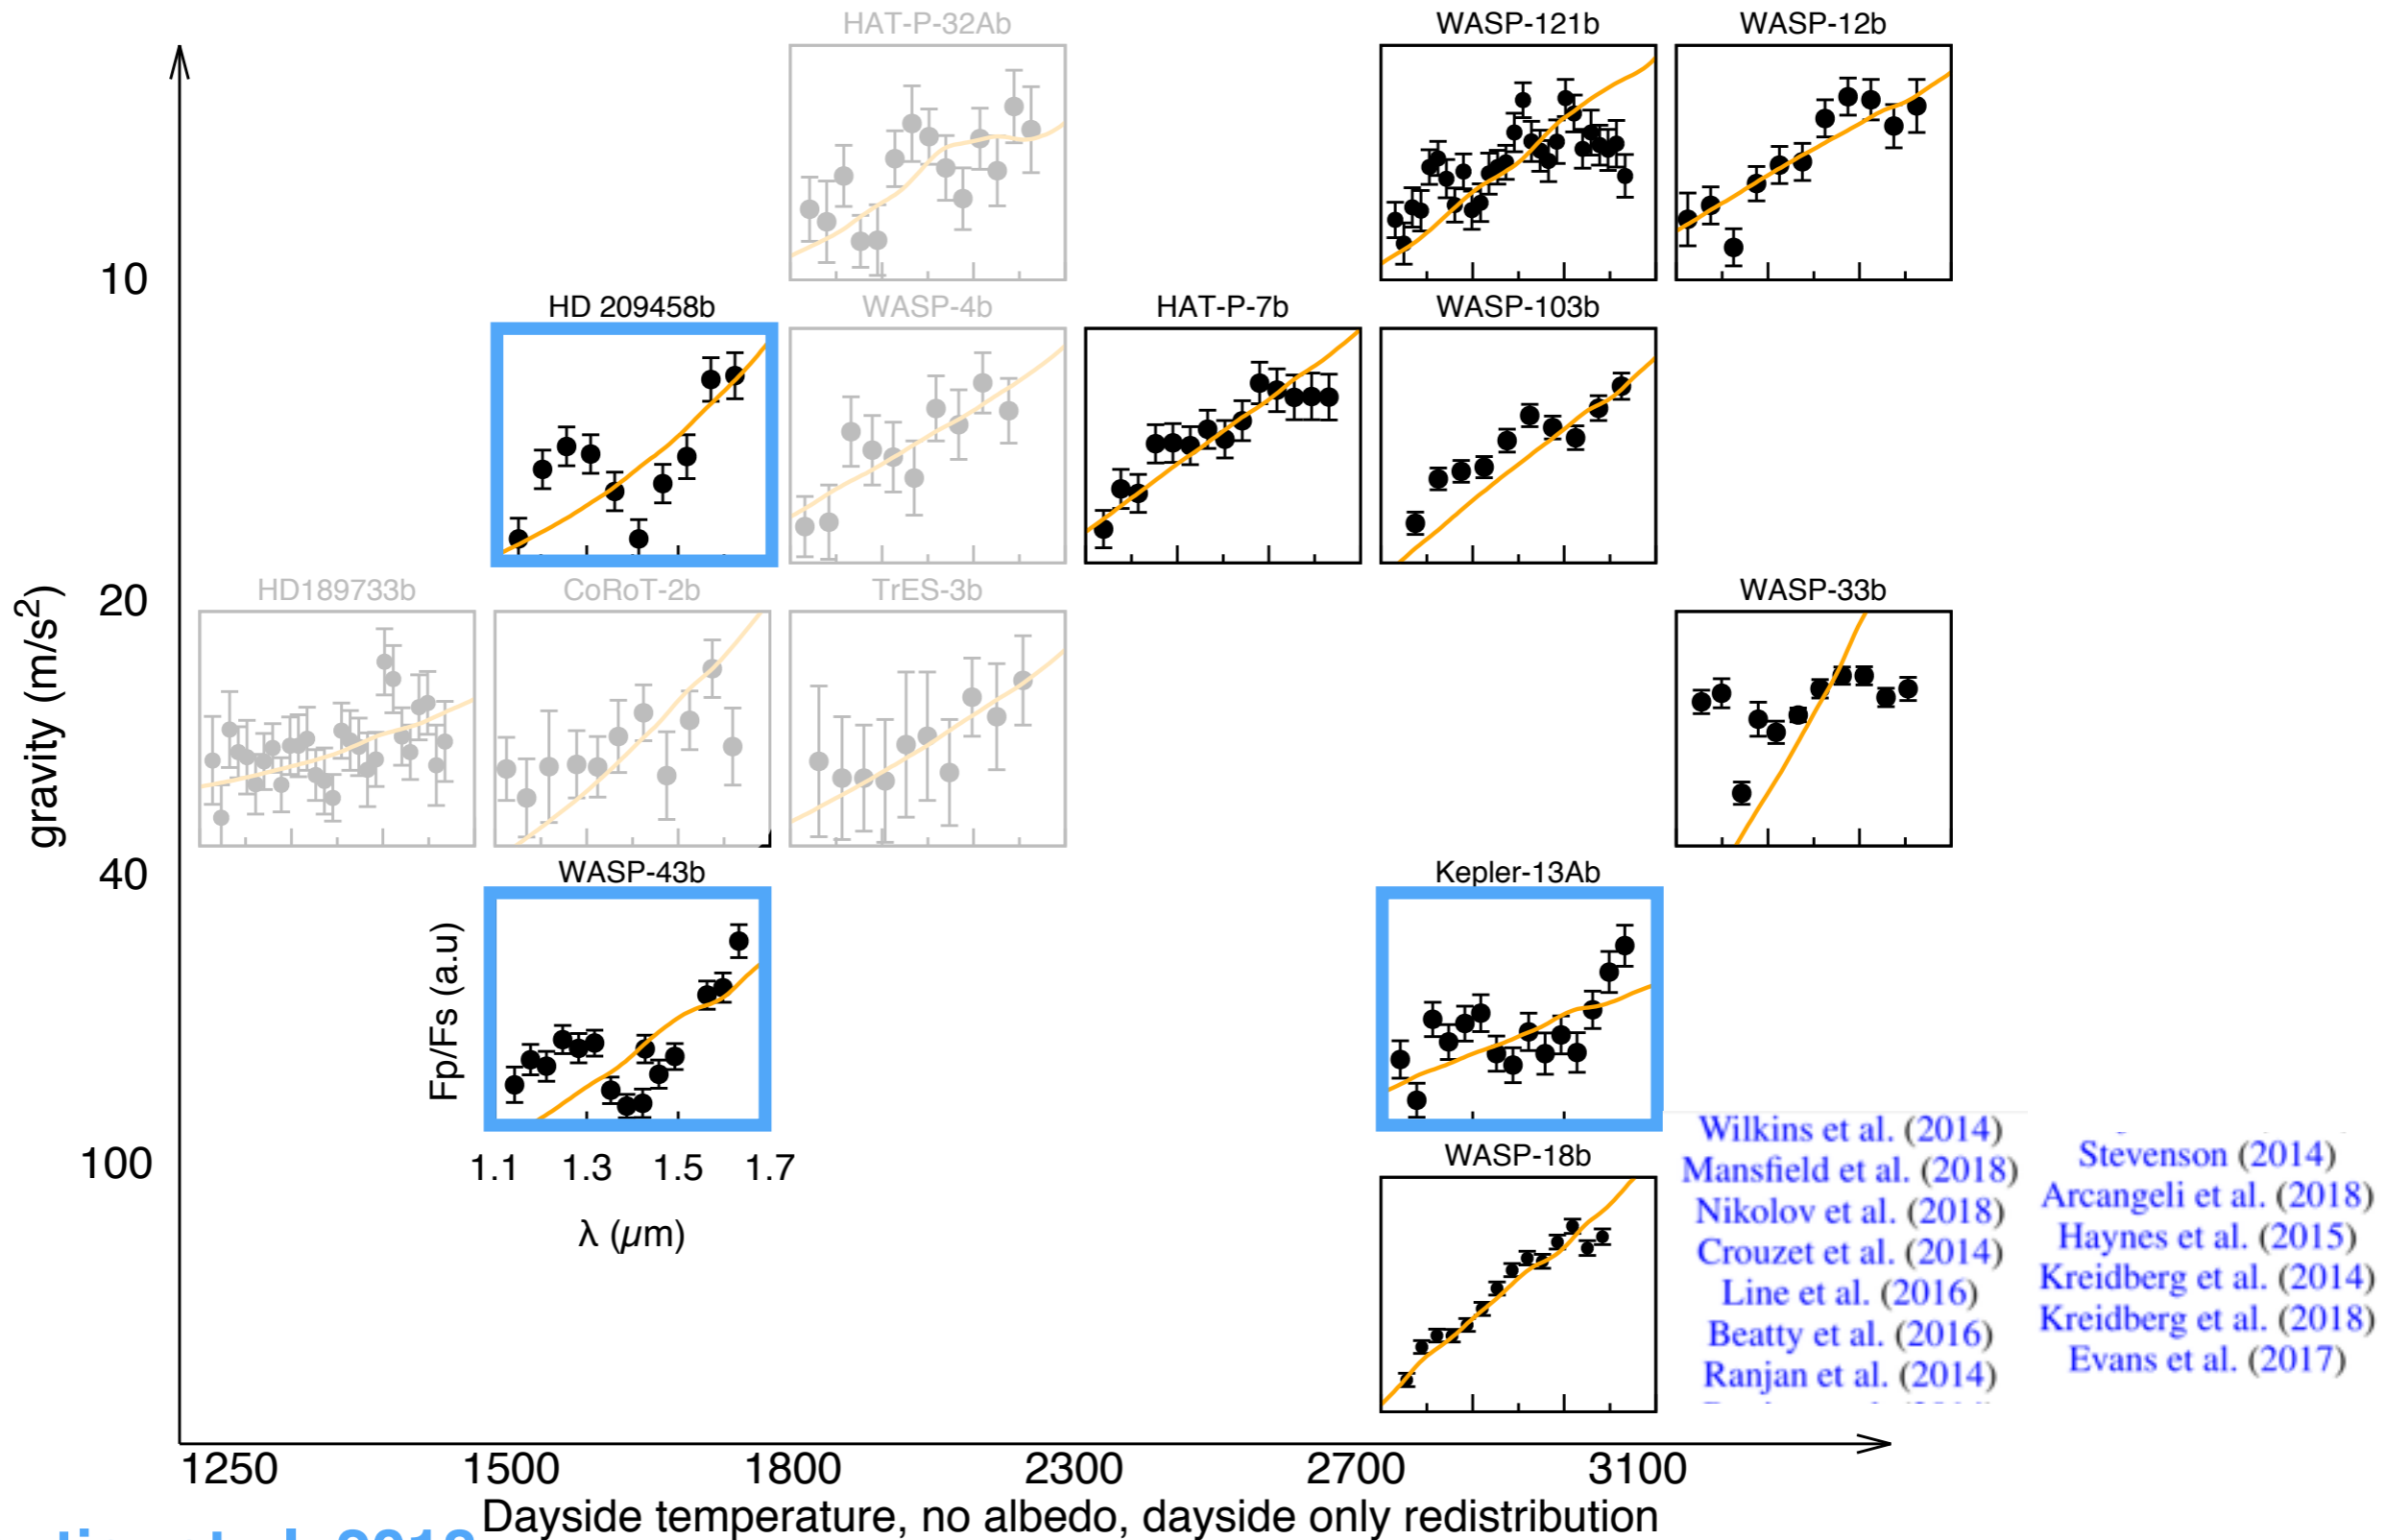 HAT-P-32Ab
WASP-121b
WASP-12b
10
HD 209458b
WASP-4b
HAT-P-7b
WASP-103b
20
HD189733b
CoRoT-2b
TrES-3b
WASP-33b
gravity (m/s²)
40
WASP-43b
Kepler-13Ab
Fp/Fs (a.u)
100
1.1 1.3 1.5 1.7
λ (μm)
WASP-18b
Wilkins et al. (2014)
Mansfield et al. (2018)
Nikolov et al. (2018)
Crouzet et al. (2014)
Line et al. (2016)
Beatty et al. (2016)
Ranjan et al. (2014)
Stevenson (2014)
Arcangeli et al. (2018)
Haynes et al. (2015)
Kreidberg et al. (2014)
Kreidberg et al. (2018)
Evans et al. (2017)
1250 1500 1800 2300 2700 3100
Dayside temperature, no albedo, dayside only redistribution